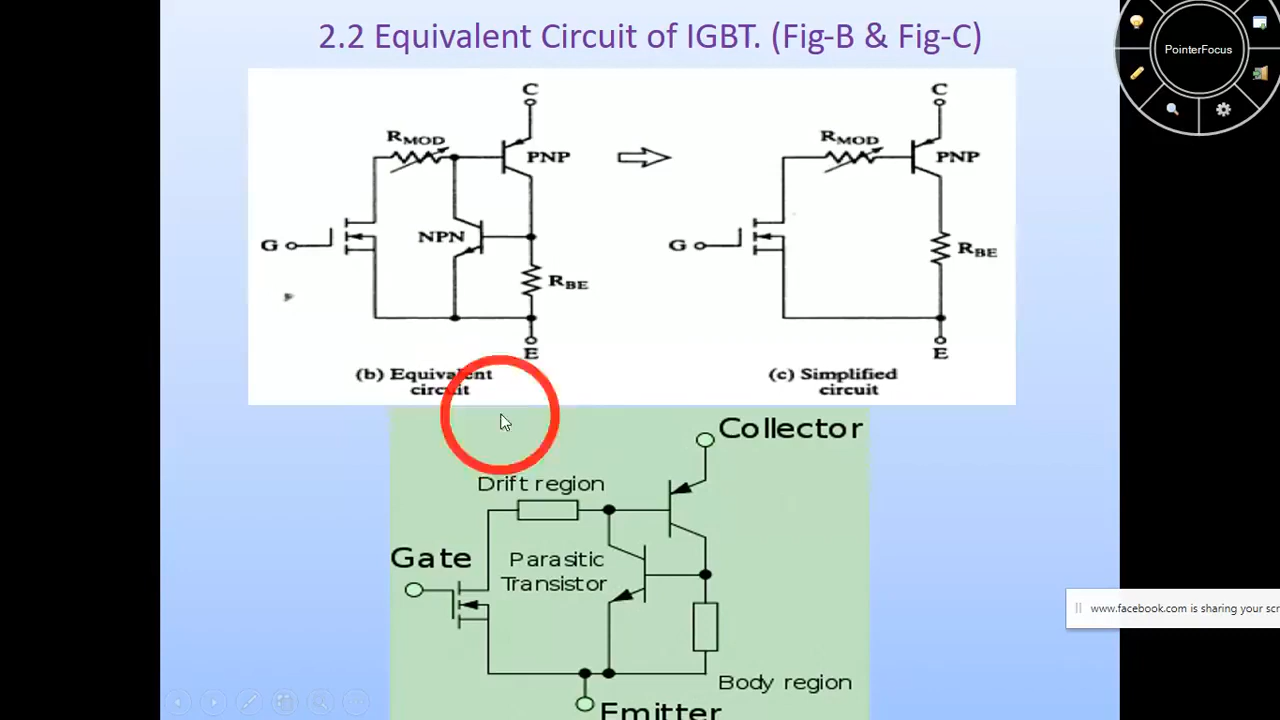 2.2 Equivalent Circuit of IGBT. (Fig-B & Fig-C)
PointerFocus
C
RMOD
PNP
NPN
G
RBE
E
(b) Equivalent
circuit
C
RMOD
PNP
G
RBE
E
(c) Simplified
circuit
Collector
Drift region
Gate
Parasitic
Transistor
Body region
Emitter
www.facebook.com is sharing your scr